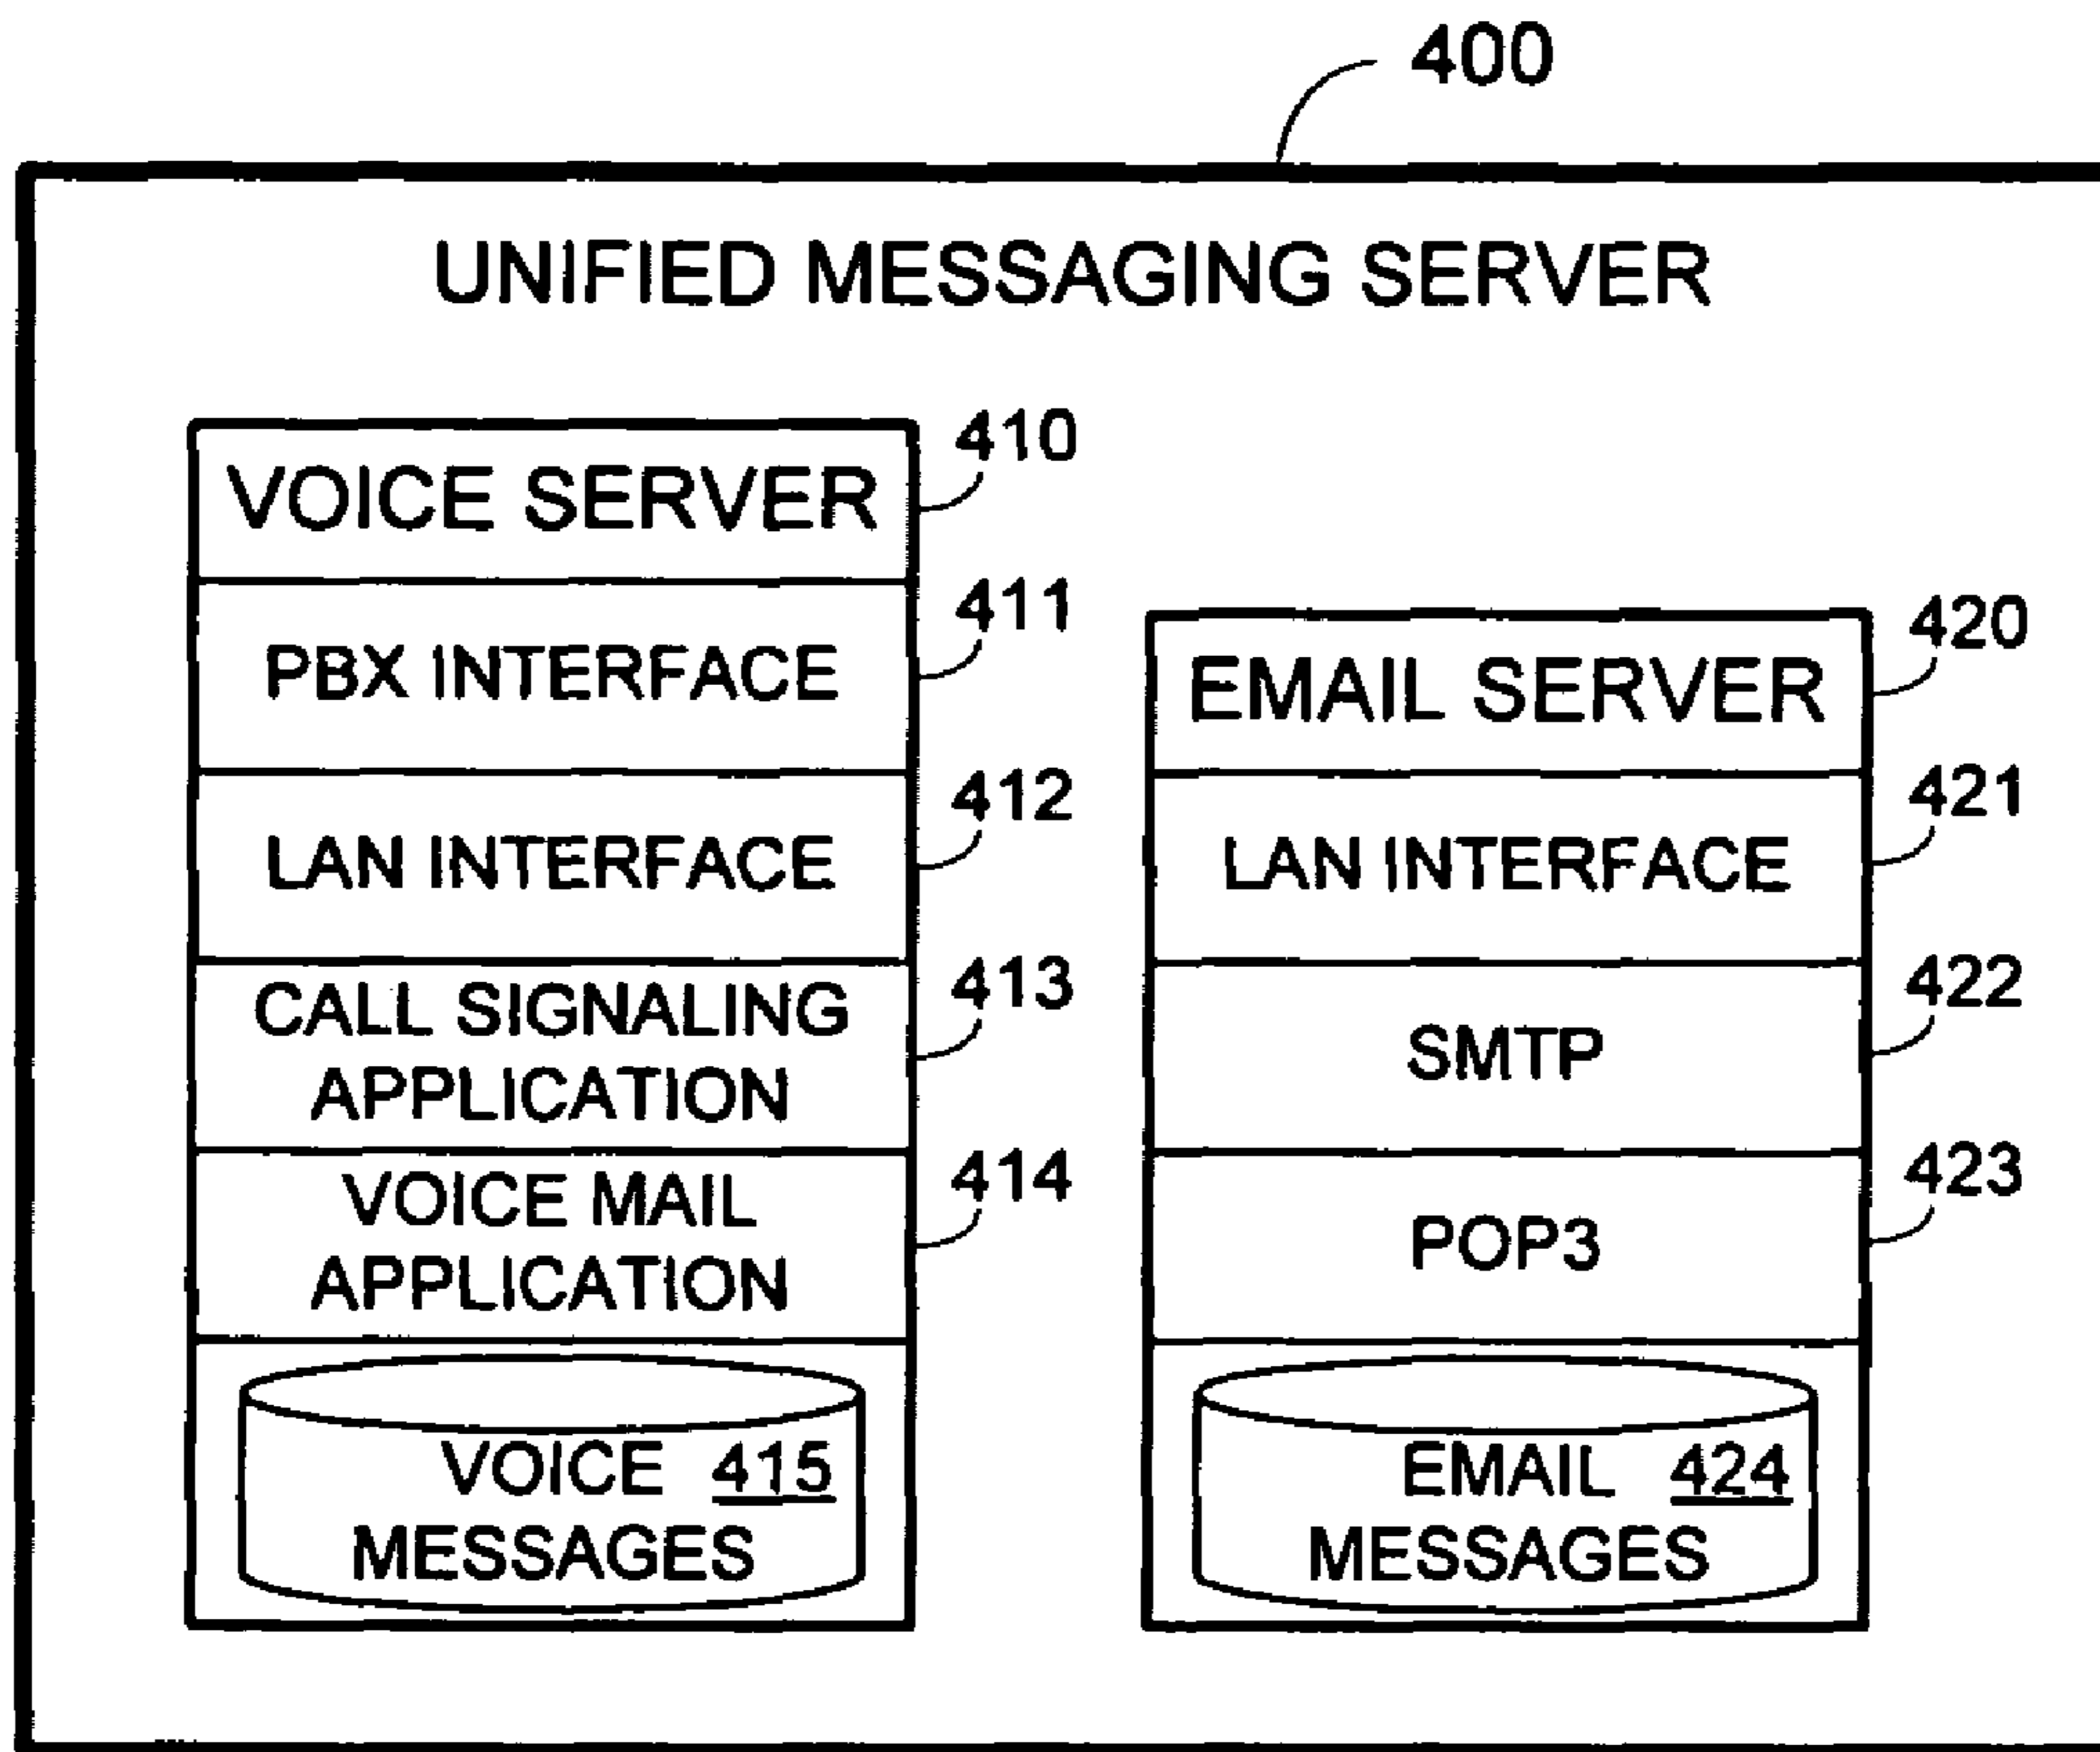 400
UNIFIED MESSAGING SERVER
VOICE SERVER
410
PBX INTERFACE
411
LAN INTERFACE
412
CALL SIGNALING
APPLICATION
413
VOICE MAIL
APPLICATION
414
VOICE 415
MESSAGES
EMAIL SERVER
420
LAN INTERFACE
421
SMTP
422
POP3
423
EMAIL 424
MESSAGES